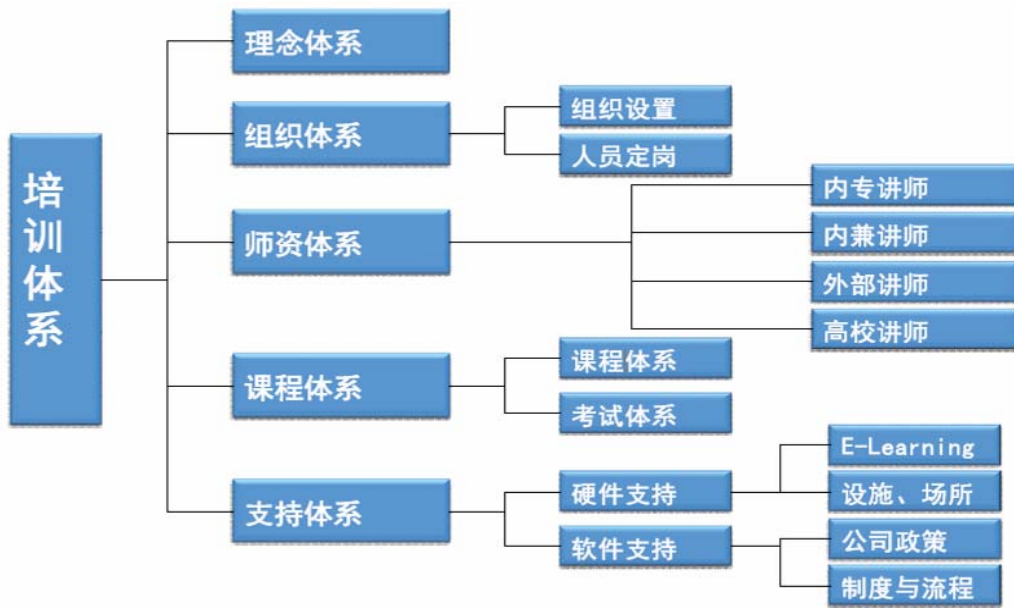 培训体系
理念体系
组织体系
组织设置
人员定岗
师资体系
内专讲师
内兼讲师
外部讲师
高校讲师
课程体系
课程体系
考试体系
支持体系
硬件支持
E-Learning
设施、场所
软件支持
公司政策
制度与流程